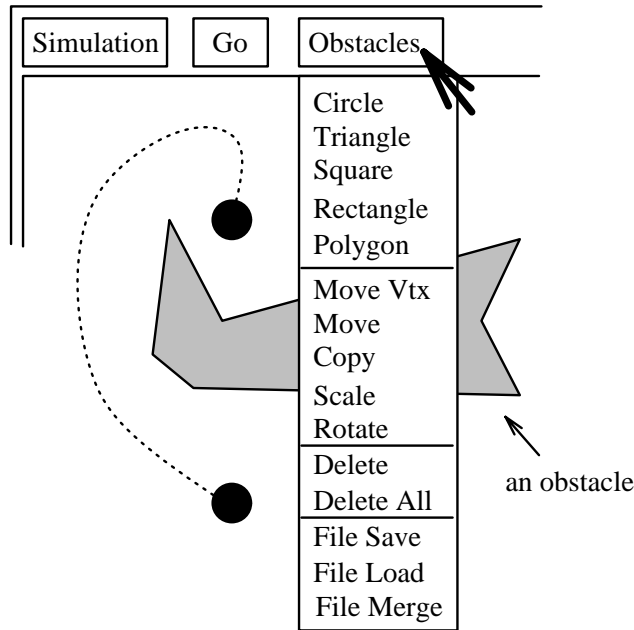 Simulation Go Obstacles
Circle
Triangle
Square
Rectangle
Polygon
Move Vtx
Move
Copy
Scale
Rotate
Delete
Delete All
File Save
File Load
File Merge
an obstacle